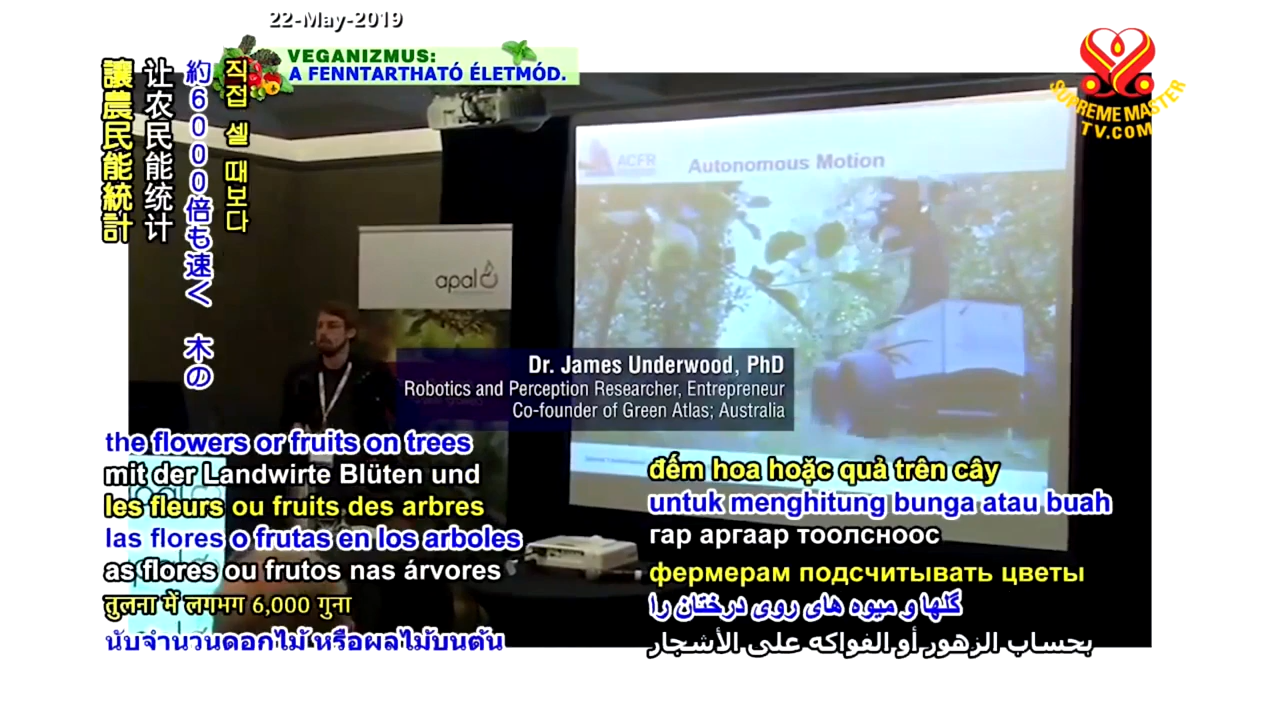 22-May-2019
VEGANIZMUS:
A FENNTARTHATÓ ÉLETMÓD.
SUPREME MASTER
TV.COM
讓農民能統計
让农民能统计
約6000倍も速く 木の
직접 셀 때보다
ACFR
Autonomous Motion
apal
Dr. James Underwood, PhD
Robotics and Perception Researcher, Entrepreneur
Co-founder of Green Atlas; Australia
the flowers or fruits on trees
mit der Landwirte Blüten und
les fleurs ou fruits des arbres
las flores o frutas en los arboles
as flores ou frutos nas árvores
तुलना में लगभग 6,000 गुना
นับจำนวนดอกไม้ หรือผลไม้บนต้น
đếm hoa hoặc quả trên cây
untuk menghitung bunga atau buah
гар аргаар тоолсноос
фермерам подсчитывать цветы
گلها و میوه های روی درختان را
بحساب الزهور أو الفواكه على الأشجار